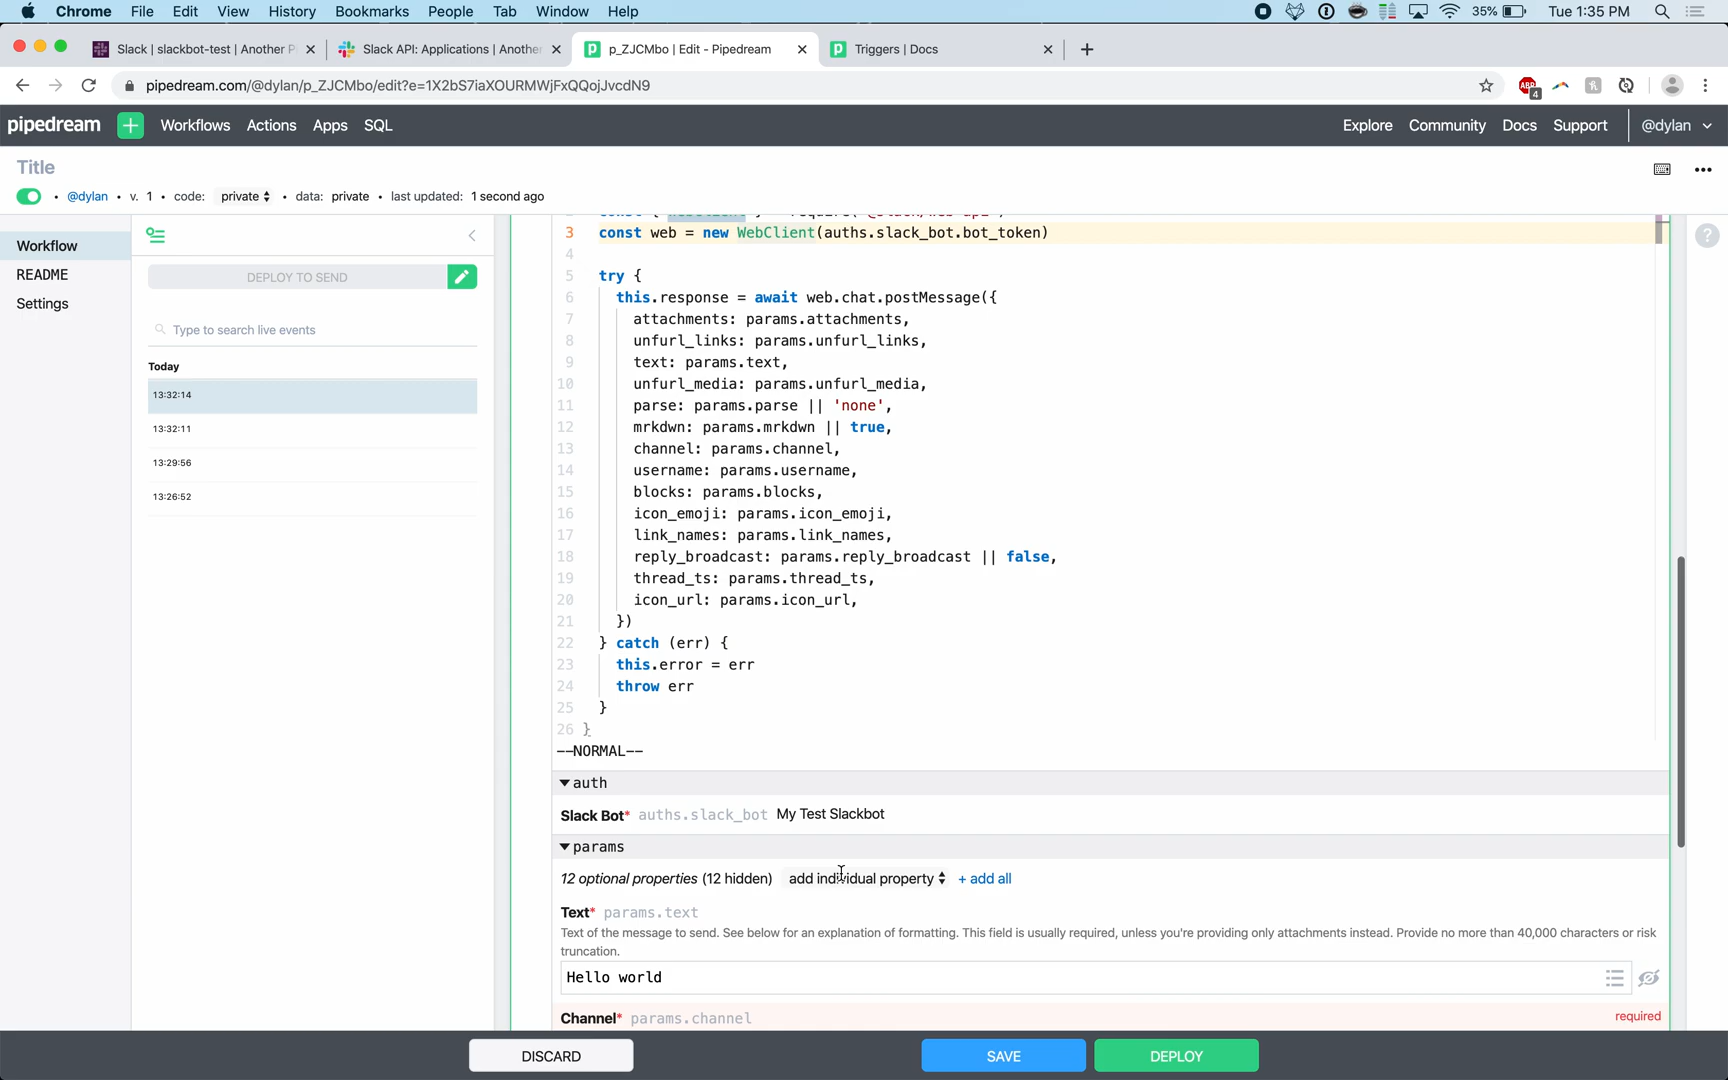 Chrome File Edit View History Bookmarks People Tab Window Help 35% Tue 1:35 PM
Slack | slackbot-test | Another P Slack API: Applications | Another p_ZJCMbo | Edit - Pipedream Triggers | Docs
pipedream.com/@dylan/p_ZJCMbo/edit?e=1X2bS7iaXOURMWjFxQQojJvcdN9 ABP 4
pipedream + Workflows Actions Apps SQL Explore Community Docs Support @dylan
Title
• @dylan • v. 1 • code: private • data: private • last updated: 1 second ago
Workflow
README
Settings
DEPLOY TO SEND
Type to search live events
Today
13:32:14
13:32:11
13:29:56
13:26:52
3 const web = new WebClient(auths.slack_bot.bot_token)
4
5 try {
6 this.response = await web.chat.postMessage({
7 attachments: params.attachments,
8 unfurl_links: params.unfurl_links,
9 text: params.text,
10 unfurl_media: params.unfurl_media,
11 parse: params.parse || 'none',
12 mrkdwn: params.mrkdwn || true,
13 channel: params.channel,
14 username: params.username,
15 blocks: params.blocks,
16 icon_emoji: params.icon_emoji,
17 link_names: params.link_names,
18 reply_broadcast: params.reply_broadcast || false,
19 thread_ts: params.thread_ts,
20 icon_url: params.icon_url,
21 })
22 } catch (err) {
23 this.error = err
24 throw err
25 }
26 }
--NORMAL--
auth
Slack Bot* auths.slack_bot My Test Slackbot
params
12 optional properties (12 hidden) add individual property + add all
Text* params.text
Text of the message to send. See below for an explanation of formatting. This field is usually required, unless you're providing only attachments instead. Provide no more than 40,000 characters or risk
truncation.
Hello world
Channel* params.channel required
DISCARD SAVE DEPLOY